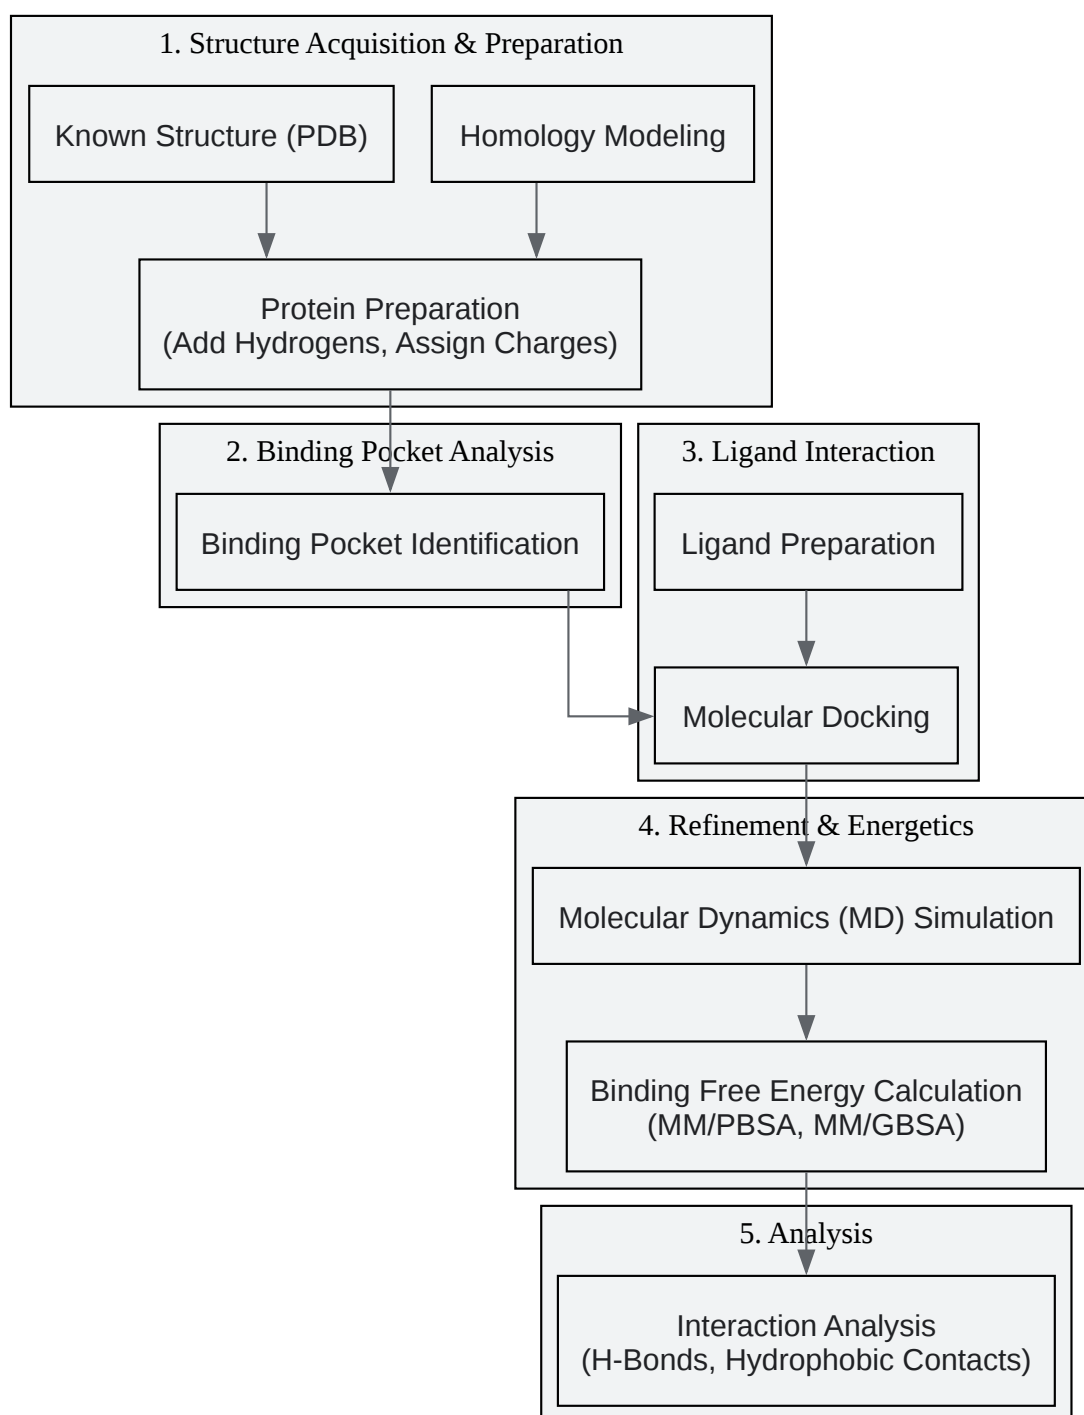 1. Structure Acquisition & Preparation
Known Structure (PDB)
Homology Modeling
Protein Preparation
(Add Hydrogens, Assign Charges)
2. Binding Pocket Analysis
Binding Pocket Identification
3. Ligand Interaction
Ligand Preparation
Molecular Docking
4. Refinement & Energetics
Molecular Dynamics (MD) Simulation
Binding Free Energy Calculation
(MM/PBSA, MM/GBSA)
5. Analysis
Interaction Analysis
(H-Bonds, Hydrophobic Contacts)